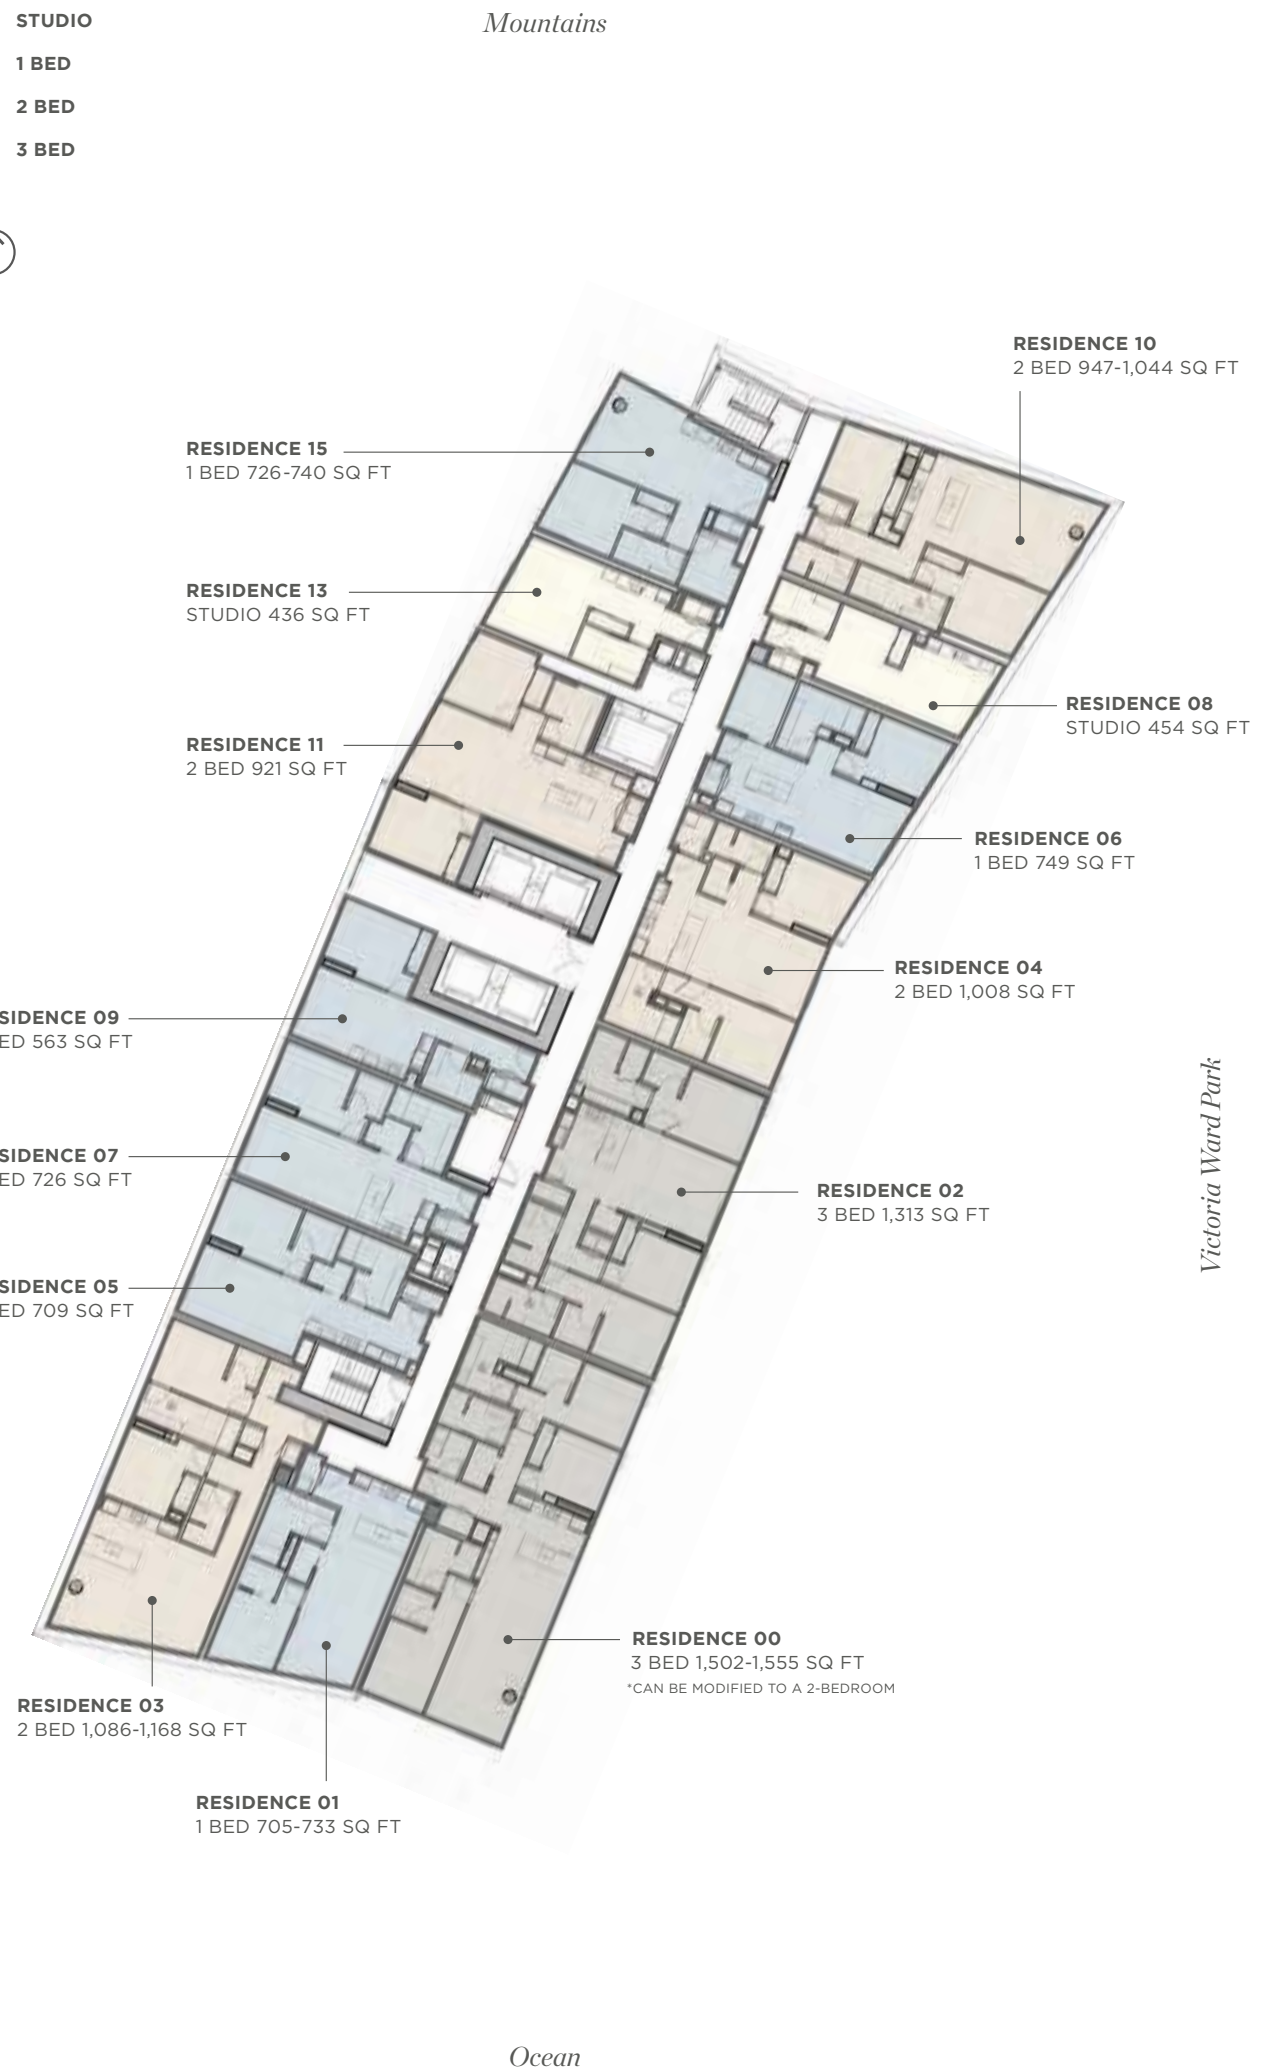 STUDIO
1 BED
2 BED
3 BED
Mountains
RESIDENCE 10
2 BED 947-1,044 SQ FT
RESIDENCE 15
1 BED 726-740 SQ FT
RESIDENCE 13
STUDIO 436 SQ FT
RESIDENCE 08
STUDIO 454 SQ FT
RESIDENCE 11
2 BED 921 SQ FT
RESIDENCE 06
1 BED 749 SQ FT
RESIDENCE 04
2 BED 1,008 SQ FT
SIDENCE 09
ED 563 SQ FT
Victoria Ward Park
SIDENCE 07
ED 726 SQ FT
RESIDENCE 02
3 BED 1,313 SQ FT
SIDENCE 05
ED 709 SQ FT
RESIDENCE 00
3 BED 1,502-1,555 SQ FT
*CAN BE MODIFIED TO A 2-BEDROOM
RESIDENCE 03
2 BED 1,086-1,168 SQ FT
RESIDENCE 01
1 BED 705-733 SQ FT
Ocean